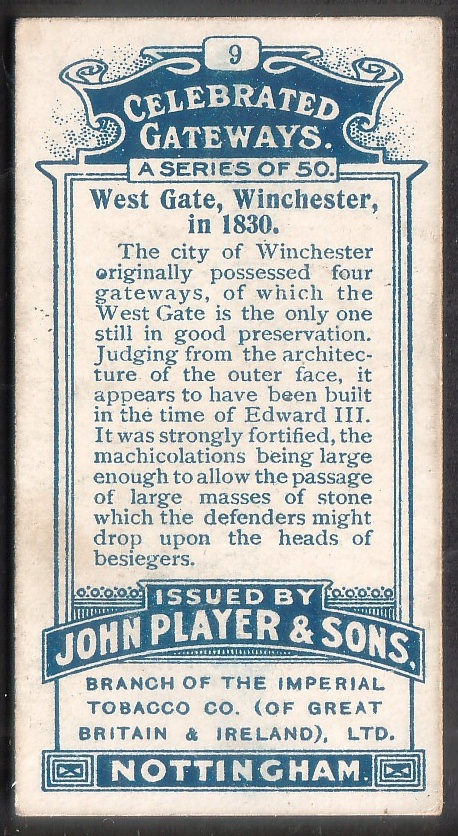 9
CELEBRATED
GATEWAYS.
A SERIES OF 50.
West Gate, Winchester,
in 1830.
The city of Winchester
originally possessed four
gateways, of which the
West Gate is the only one
still in good preservation.
Judging from the architec-
ture of the outer face, it
appears to have been built
in the time of Edward III.
It was strongly fortified, the
machicolations being large
enough to allow the passage
of large masses of stone
which the defenders might
drop upon the heads of
besiegers.
ISSUED BY
JOHN PLAYER & SONS.
BRANCH OF THE IMPERIAL
TOBACCO CO. (OF GREAT
BRITAIN & IRELAND), LTD.
NOTTINGHAM.